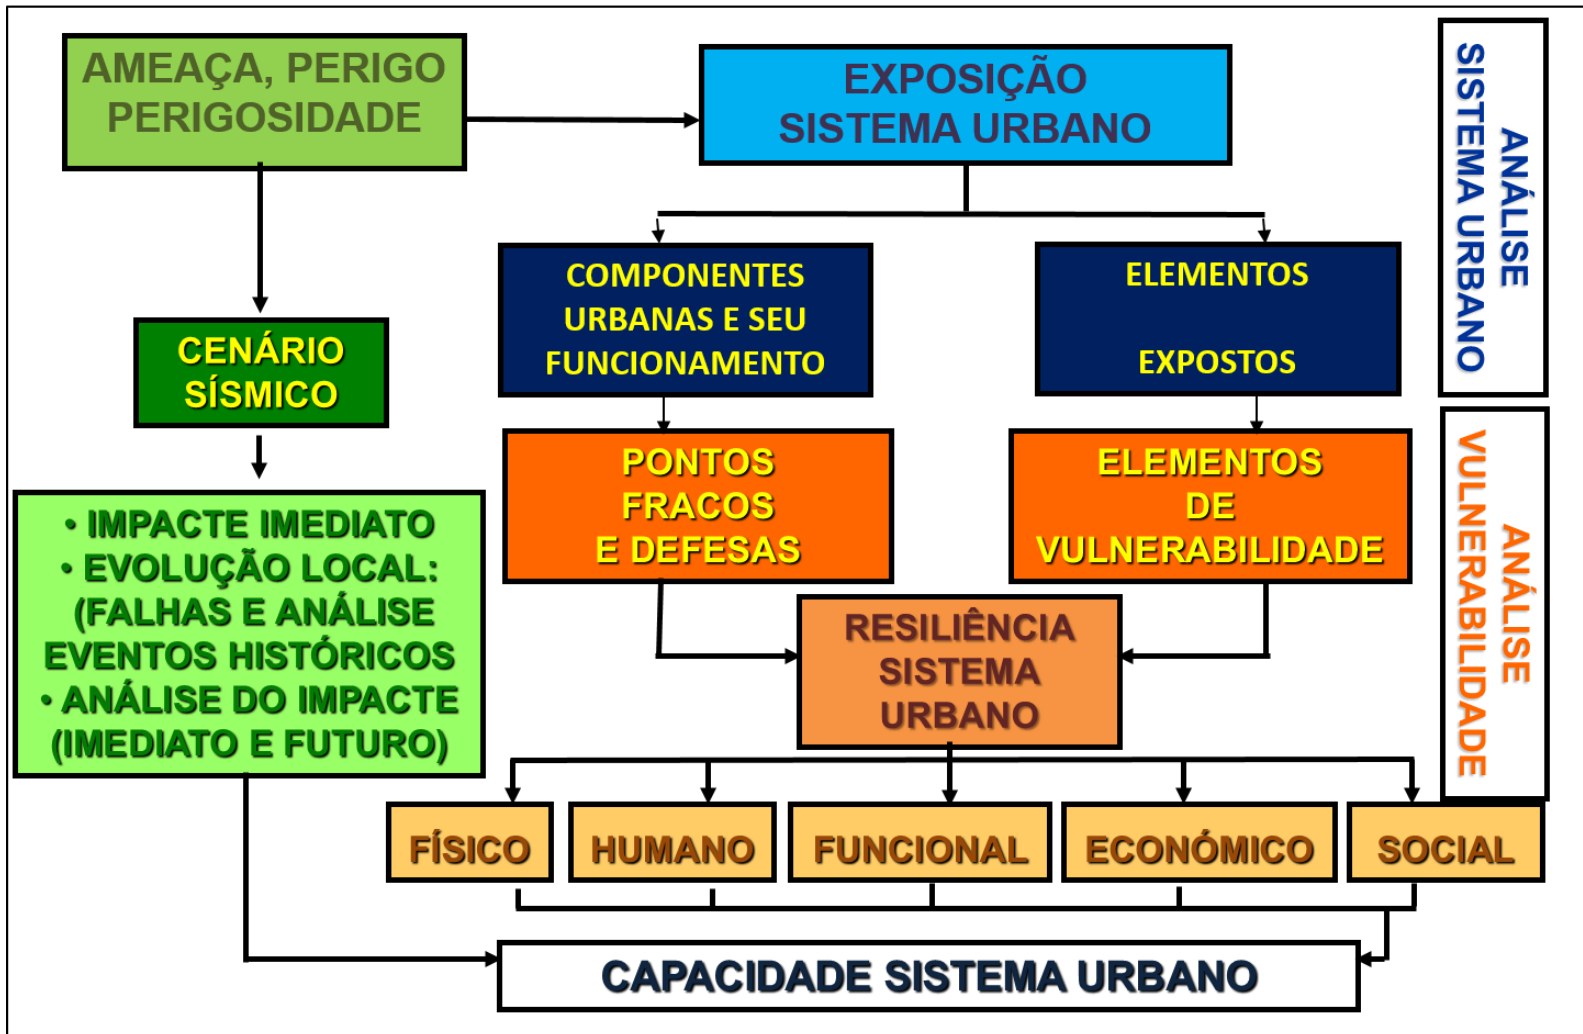 AMEAÇA, PERIGO
PERIGOSIDADE
EXPOSIÇÃO
SISTEMA URBANO
ANÁLISE
SISTEMA URBANO
COMPONENTES
URBANAS E SEU
FUNCIONAMENTO
ELEMENTOS
EXPOSTOS
CENÁRIO
SÍSMICO
PONTOS
FRACOS
E DEFESAS
ELEMENTOS
DE
VULNERABILIDADE
ANÁLISE
VULNERABILIDADE
• IMPACTE IMEDIATO
• EVOLUÇÃO LOCAL:
(FALHAS E ANÁLISE
EVENTOS HISTÓRICOS
• ANÁLISE DO IMPACTE
(IMEDIATO E FUTURO)
RESILIÊNCIA
SISTEMA
URBANO
FÍSICO
HUMANO
FUNCIONAL
ECONÓMICO
SOCIAL
CAPACIDADE SISTEMA URBANO